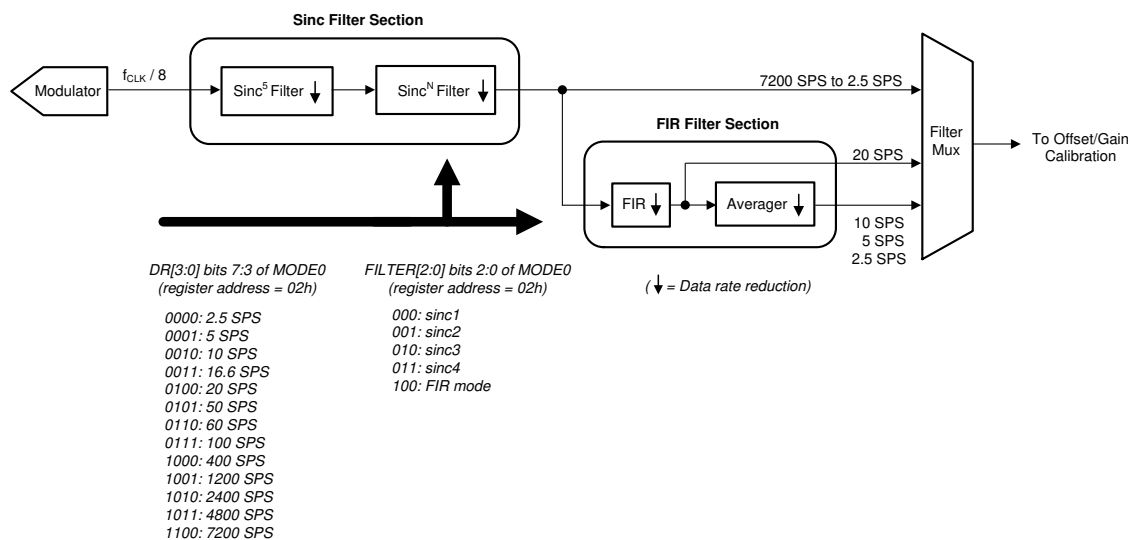 Sinc Filter Section
Modulator
fCLK / 8
Sinc5 Filter
SincN Filter
7200 SPS to 2.5 SPS
FIR Filter Section
20 SPS
Filter
Mux
To Offset/Gain
Calibration
FIR
Averager
10 SPS
5 SPS
2.5 SPS
DR[3:0] bits 7:3 of MODE0
(register address = 02h)
0000: 2.5 SPS
0001: 5 SPS
0010: 10 SPS
0011: 16.6 SPS
0100: 20 SPS
0101: 50 SPS
0110: 60 SPS
0111: 100 SPS
1000: 400 SPS
1001: 1200 SPS
1010: 2400 SPS
1011: 4800 SPS
1100: 7200 SPS
FILTER[2:0] bits 2:0 of MODE0
(register address = 02h)
000: sinc1
001: sinc2
010: sinc3
011: sinc4
100: FIR mode
( ↓ = Data rate reduction)